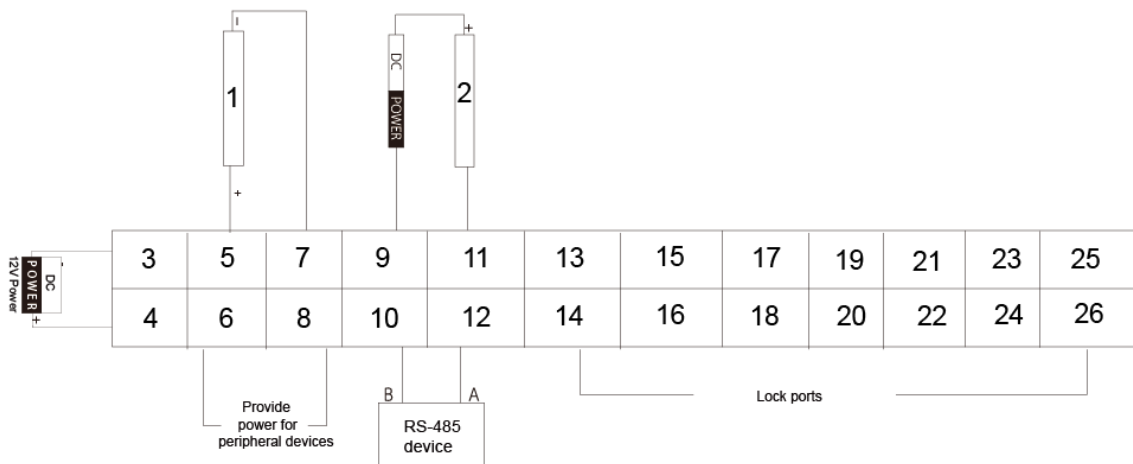 -
+
1
+
-
DC
POWER
+
2
12V Power
POWER
DC
+
3 5 7 9 11 13 15 17 19 21 23 25
4 6 8 10 12 14 16 18 20 22 24 26
Provide
power for
peripheral devices
B A
RS-485
device
Lock ports